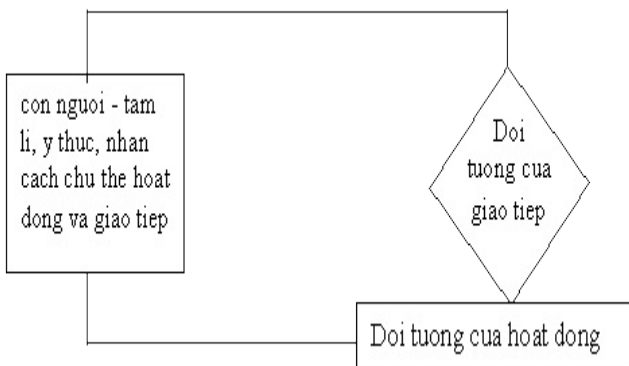 con nguoi - tam
li, y thuc, nhan
cach chu the hoat
dong va giao tiep
Doi
tuong cua
giao tiep
Doi tuong cua hoat dong